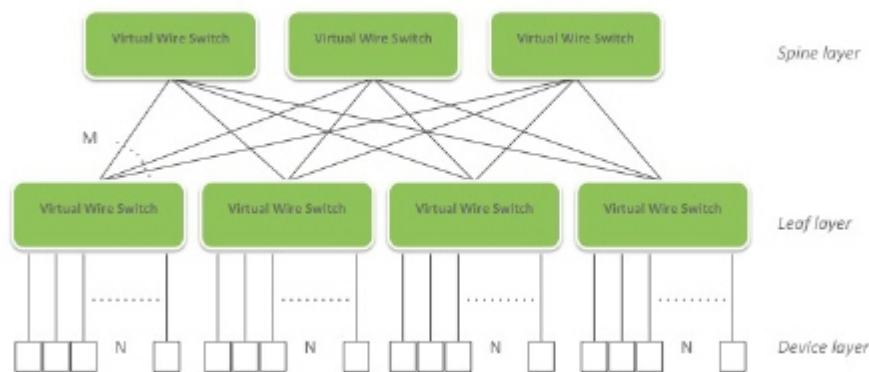 Virtual Wire Switch
Virtual Wire Switch
Virtual Wire Switch
Spine layer
M
Virtual Wire Switch
Virtual Wire Switch
Virtual Wire Switch
Virtual Wire Switch
Leaf layer
N
N
N
N
Device layer